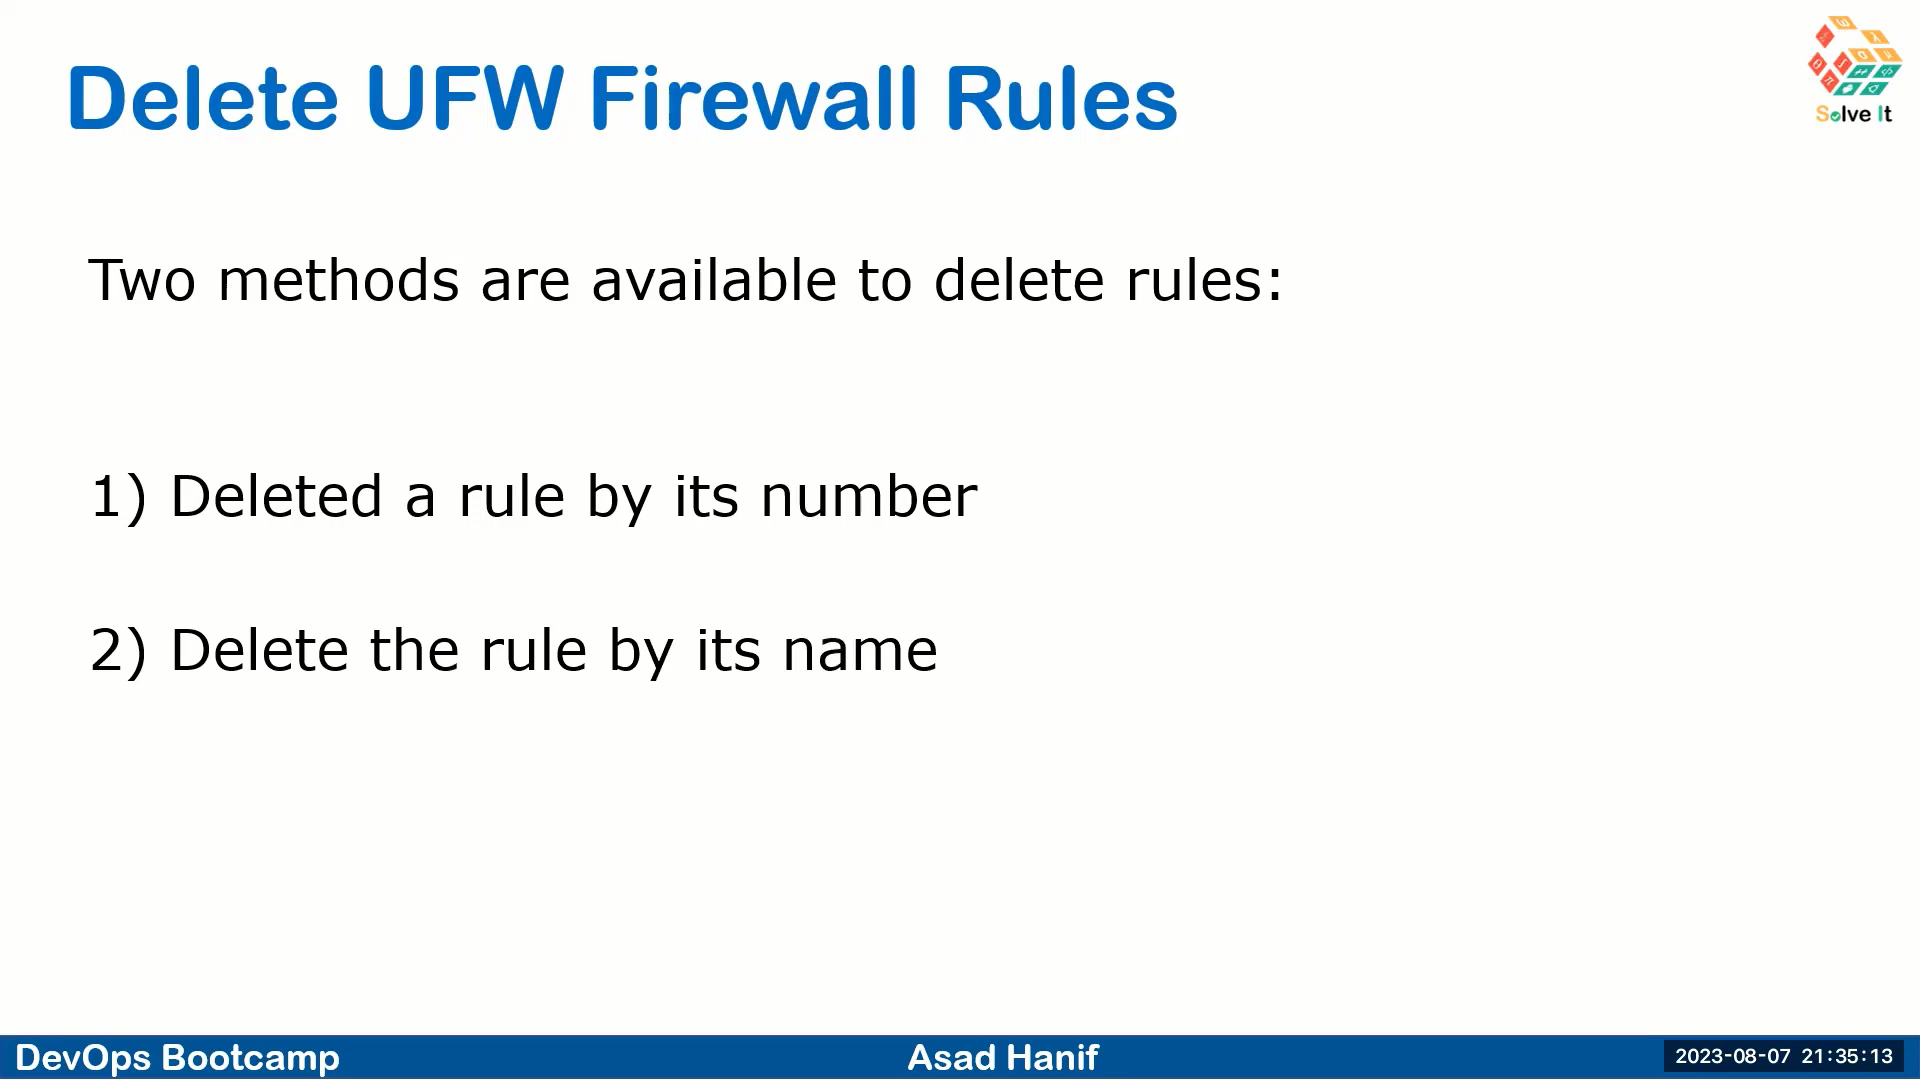 Delete UFW Firewall Rules
Solve It
Two methods are available to delete rules:
1) Deleted a rule by its number
2) Delete the rule by its name
DevOps Bootcamp
Asad Hanif
2023-08-07 21:35:13